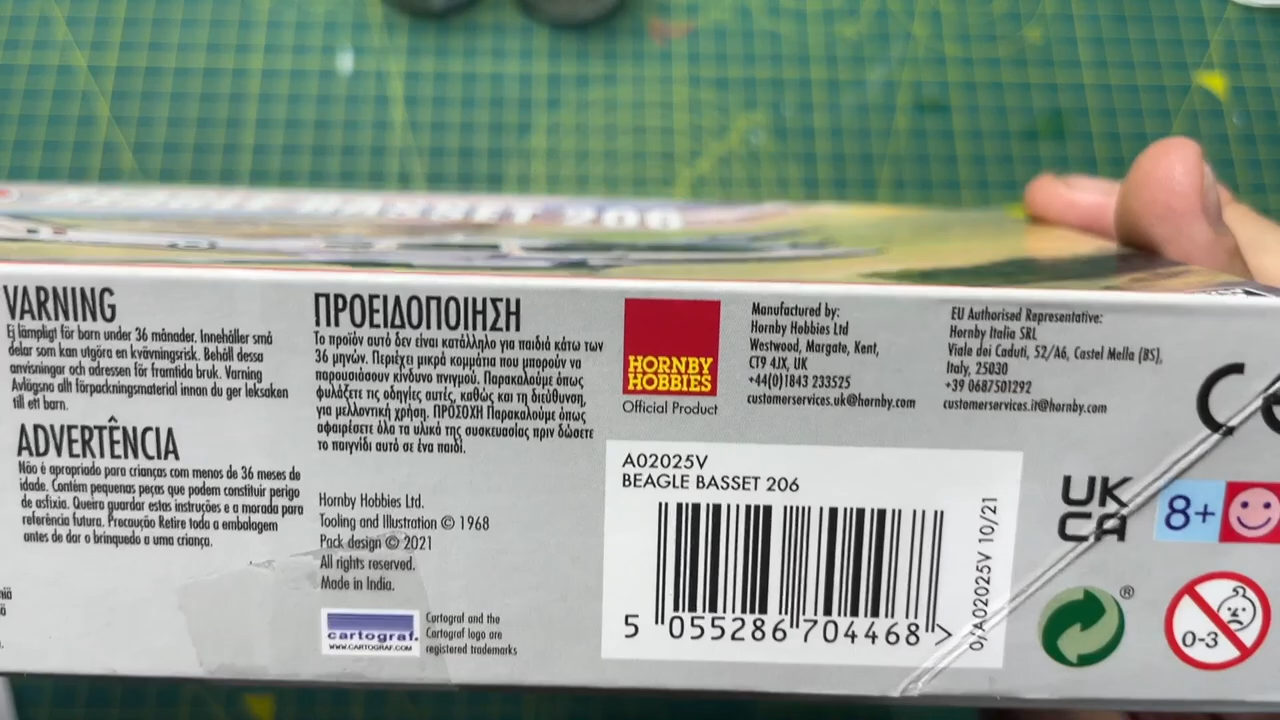 BEAGLE BASSET 206
VARNING
Ej lämpligt för barn under 36 månader. Innehåller små
delar som kan utgöra en kvävningsrisk. Behåll dessa
anvisningar och adressen för framtida bruk. Varning
Avlägsna allt förpackningsmaterial innan du ger leksaken
till ett barn.
ADVERTÊNCIA
Não é apropriado para crianças com menos de 36 meses de
idade. Contém pequenas peças que podem constituir perigo
de asfixia. Queira guardar estas instruções e a morada para
referência futura. Precaução Retire toda a embalagem
antes de dar o brinquedo a uma criança.
ΠΡΟΕΙΔΟΠΟΙΗΣΗ
Το προϊόν αυτό δεν είναι κατάλληλο για παιδιά κάτω των
36 μηνών. Περιέχει μικρά κομμάτια που μπορούν να
παρουσιάσουν κίνδυνο πνιγμού. Παρακαλούμε όπως
φυλάξετε τις οδηγίες αυτές, καθώς και τη διεύθυνση,
για μελλοντική χρήση. ΠΡΟΣΟΧΗ Παρακαλούμε όπως
αφαιρέσετε όλα τα υλικά της συσκευασίας πριν δώσετε
το παιγνίδι αυτό σε ένα παιδί.
Hornby Hobbies Ltd.
Tooling and Illustration © 1968
Pack design © 2021
All rights reserved.
Made in India.
cartograf.
WWW.CARTOGRAF.COM
Cartograf and the
Cartograf logo are
registered trademarks
HORNBY
HOBBIES
Official Product
Manufactured by:
Hornby Hobbies Ltd
Westwood, Margate, Kent,
CT9 4JX, UK
+44(0)1843 233525
customerservices.uk@hornby.com
EU Authorised Representative:
Hornby Italia SRL
Viale dei Caduti, 52/A6, Castel Mella (BS),
Italy, 25030
+39 0687501292
customerservices.it@hornby.com
A02025V
BEAGLE BASSET 206
5 055286 704468 >
0/A02025V 10/21
CE
UK
CA
8+
®
0-3